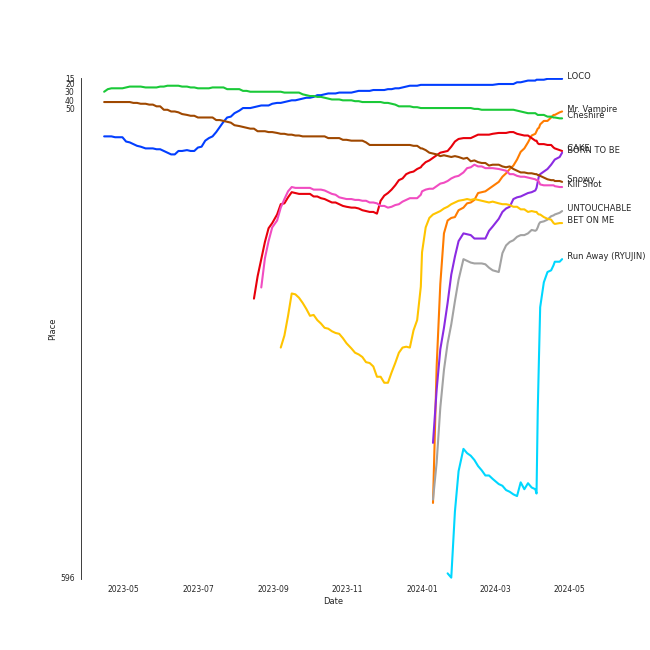 15
20
30
40
50
596
Place
2023-05
2023-07
2023-09
2023-11
2024-01
2024-03
2024-05
Date
LOCO
Mr. Vampire
Cheshire
CAKE
BORN TO BE
Snowy
Kill Shot
UNTOUCHABLE
BET ON ME
Run Away (RYUJIN)